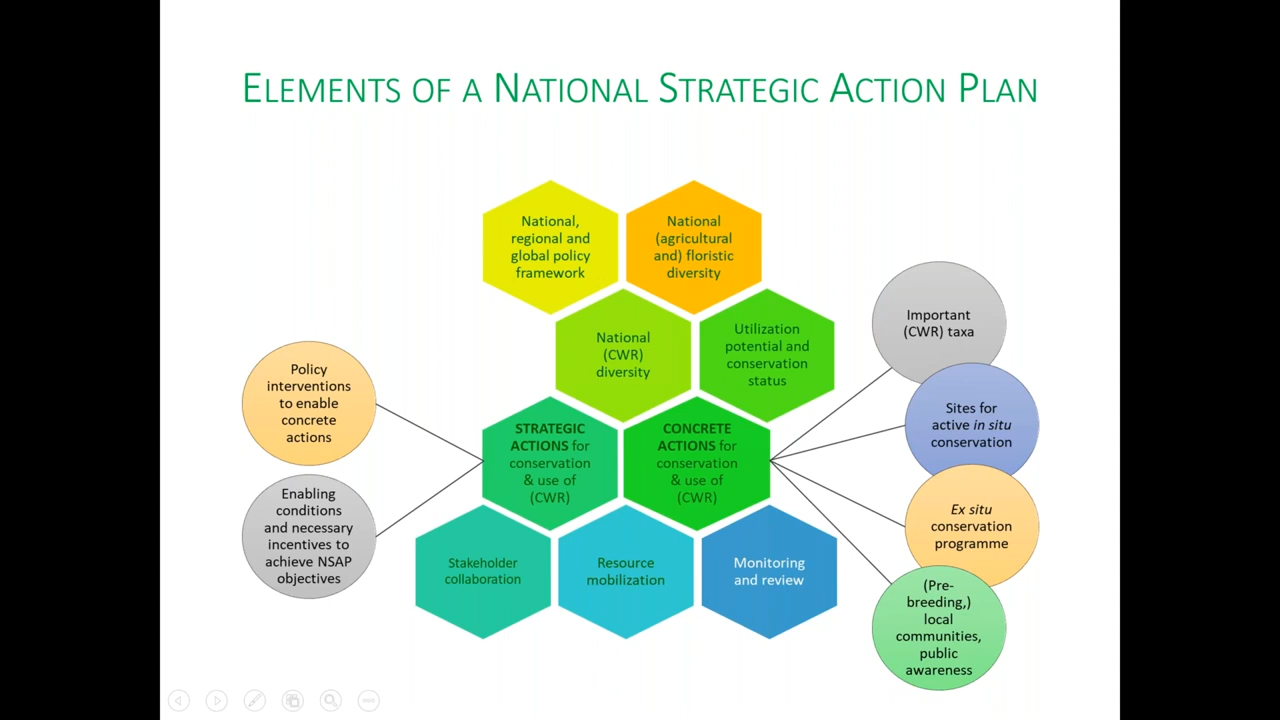 ELEMENTS OF A NATIONAL STRATEGIC ACTION PLAN
National,
regional and
global policy
framework
National
(agricultural
and) floristic
diversity
National
(CWR)
diversity
Utilization
potential and
conservation
status
STRATEGIC
ACTIONS for
conservation
& use of
(CWR)
CONCRETE
ACTIONS for
conservation
& use of
(CWR)
Stakeholder
collaboration
Resource
mobilization
Monitoring
and review
Policy
interventions
to enable
concrete
actions
Enabling
conditions
and necessary
incentives to
achieve NSAP
objectives
Important
(CWR) taxa
Sites for
active in situ
conservation
Ex situ
conservation
programme
(Pre-
breeding,)
local
communities,
public
awareness